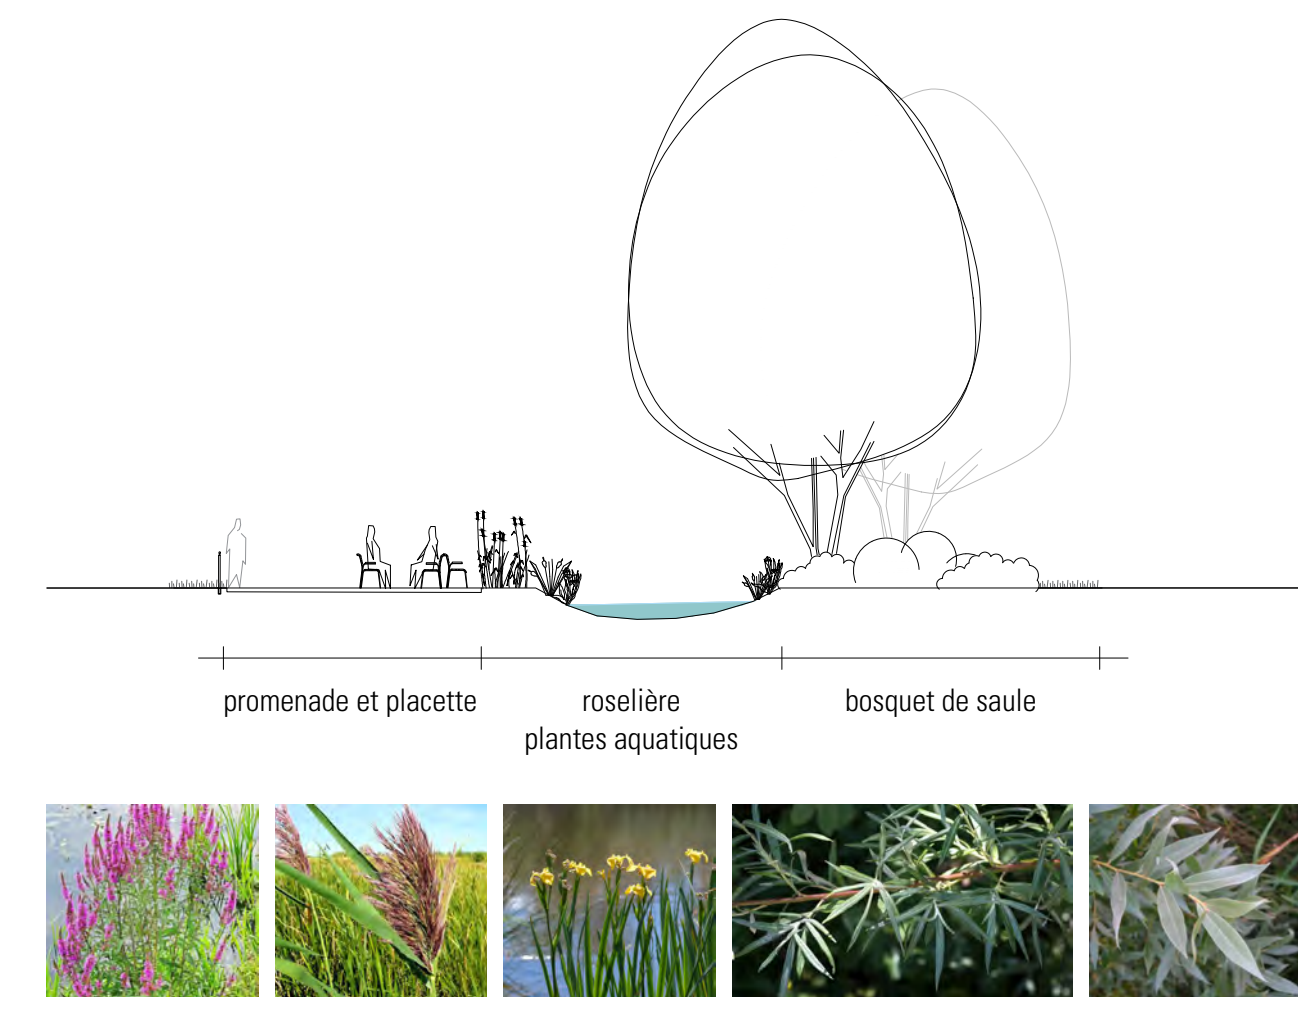 promenade et placette
roselière
plantes aquatiques
bosquet de saule